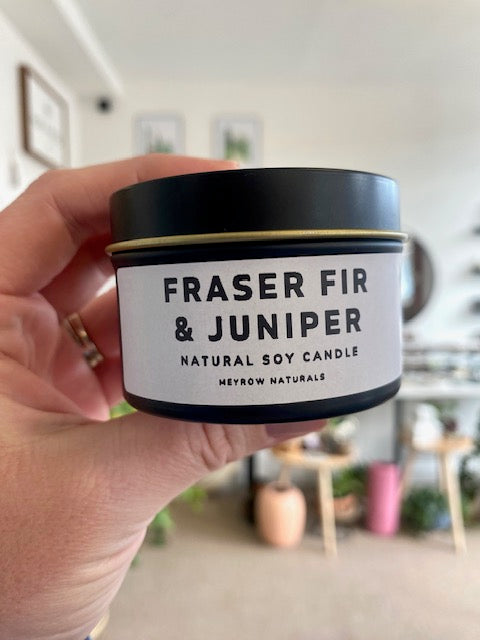 FRASER FIR
& JUNIPER
NATURAL SOY CANDLE
MEYROW NATURALS